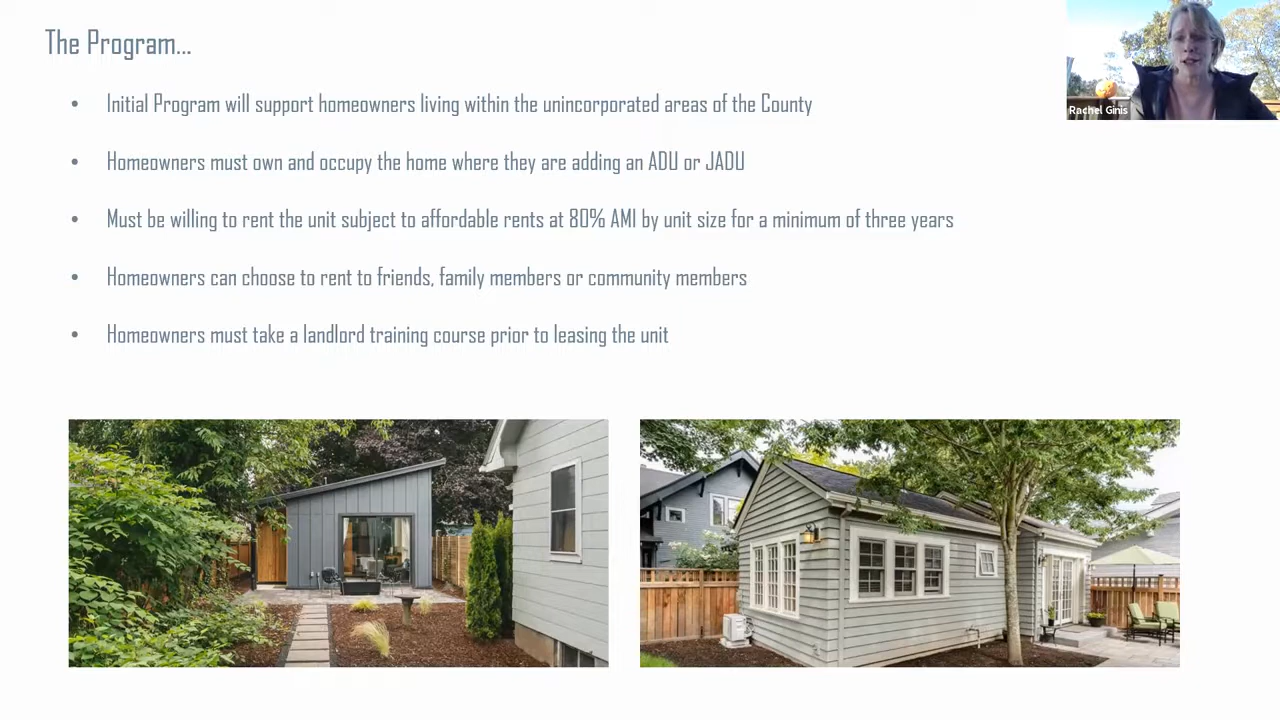 The Program...
Rachel Ginis
• Initial Program will support homeowners living within the unincorporated areas of the County
• Homeowners must own and occupy the home where they are adding an ADU or JADU
• Must be willing to rent the unit subject to affordable rents at 80% AMI by unit size for a minimum of three years
• Homeowners can choose to rent to friends, family members or community members
• Homeowners must take a landlord training course prior to leasing the unit